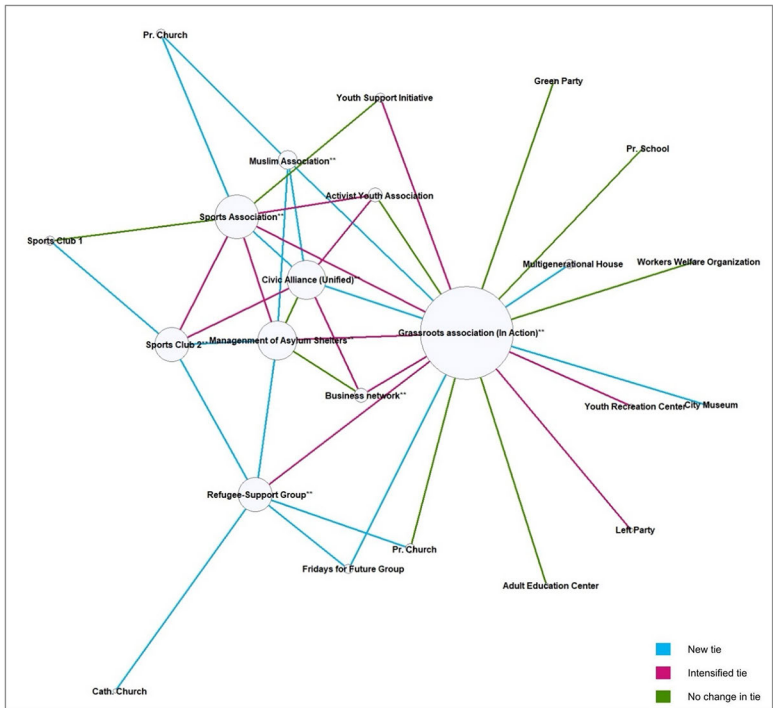 Pr. Church
Green Party
Youth Support Initiative
Pr. School
Muslim Association**
Activist Youth Association
Sports Association**
Sports Club 1
Multigenerational House
Workers Welfare Organization
Civic Alliance (Unified)**
Grassroots association (In Action)**
Management of Asylum Shelters**
Sports Club 2**
Business network**
Youth Recreation Center
City Museum
Refugee-Support Group**
Left Party
Pr. Church
Fridays for Future Group
Adult Education Center
New tie
Intensified tie
Cath. Church
No change in tie